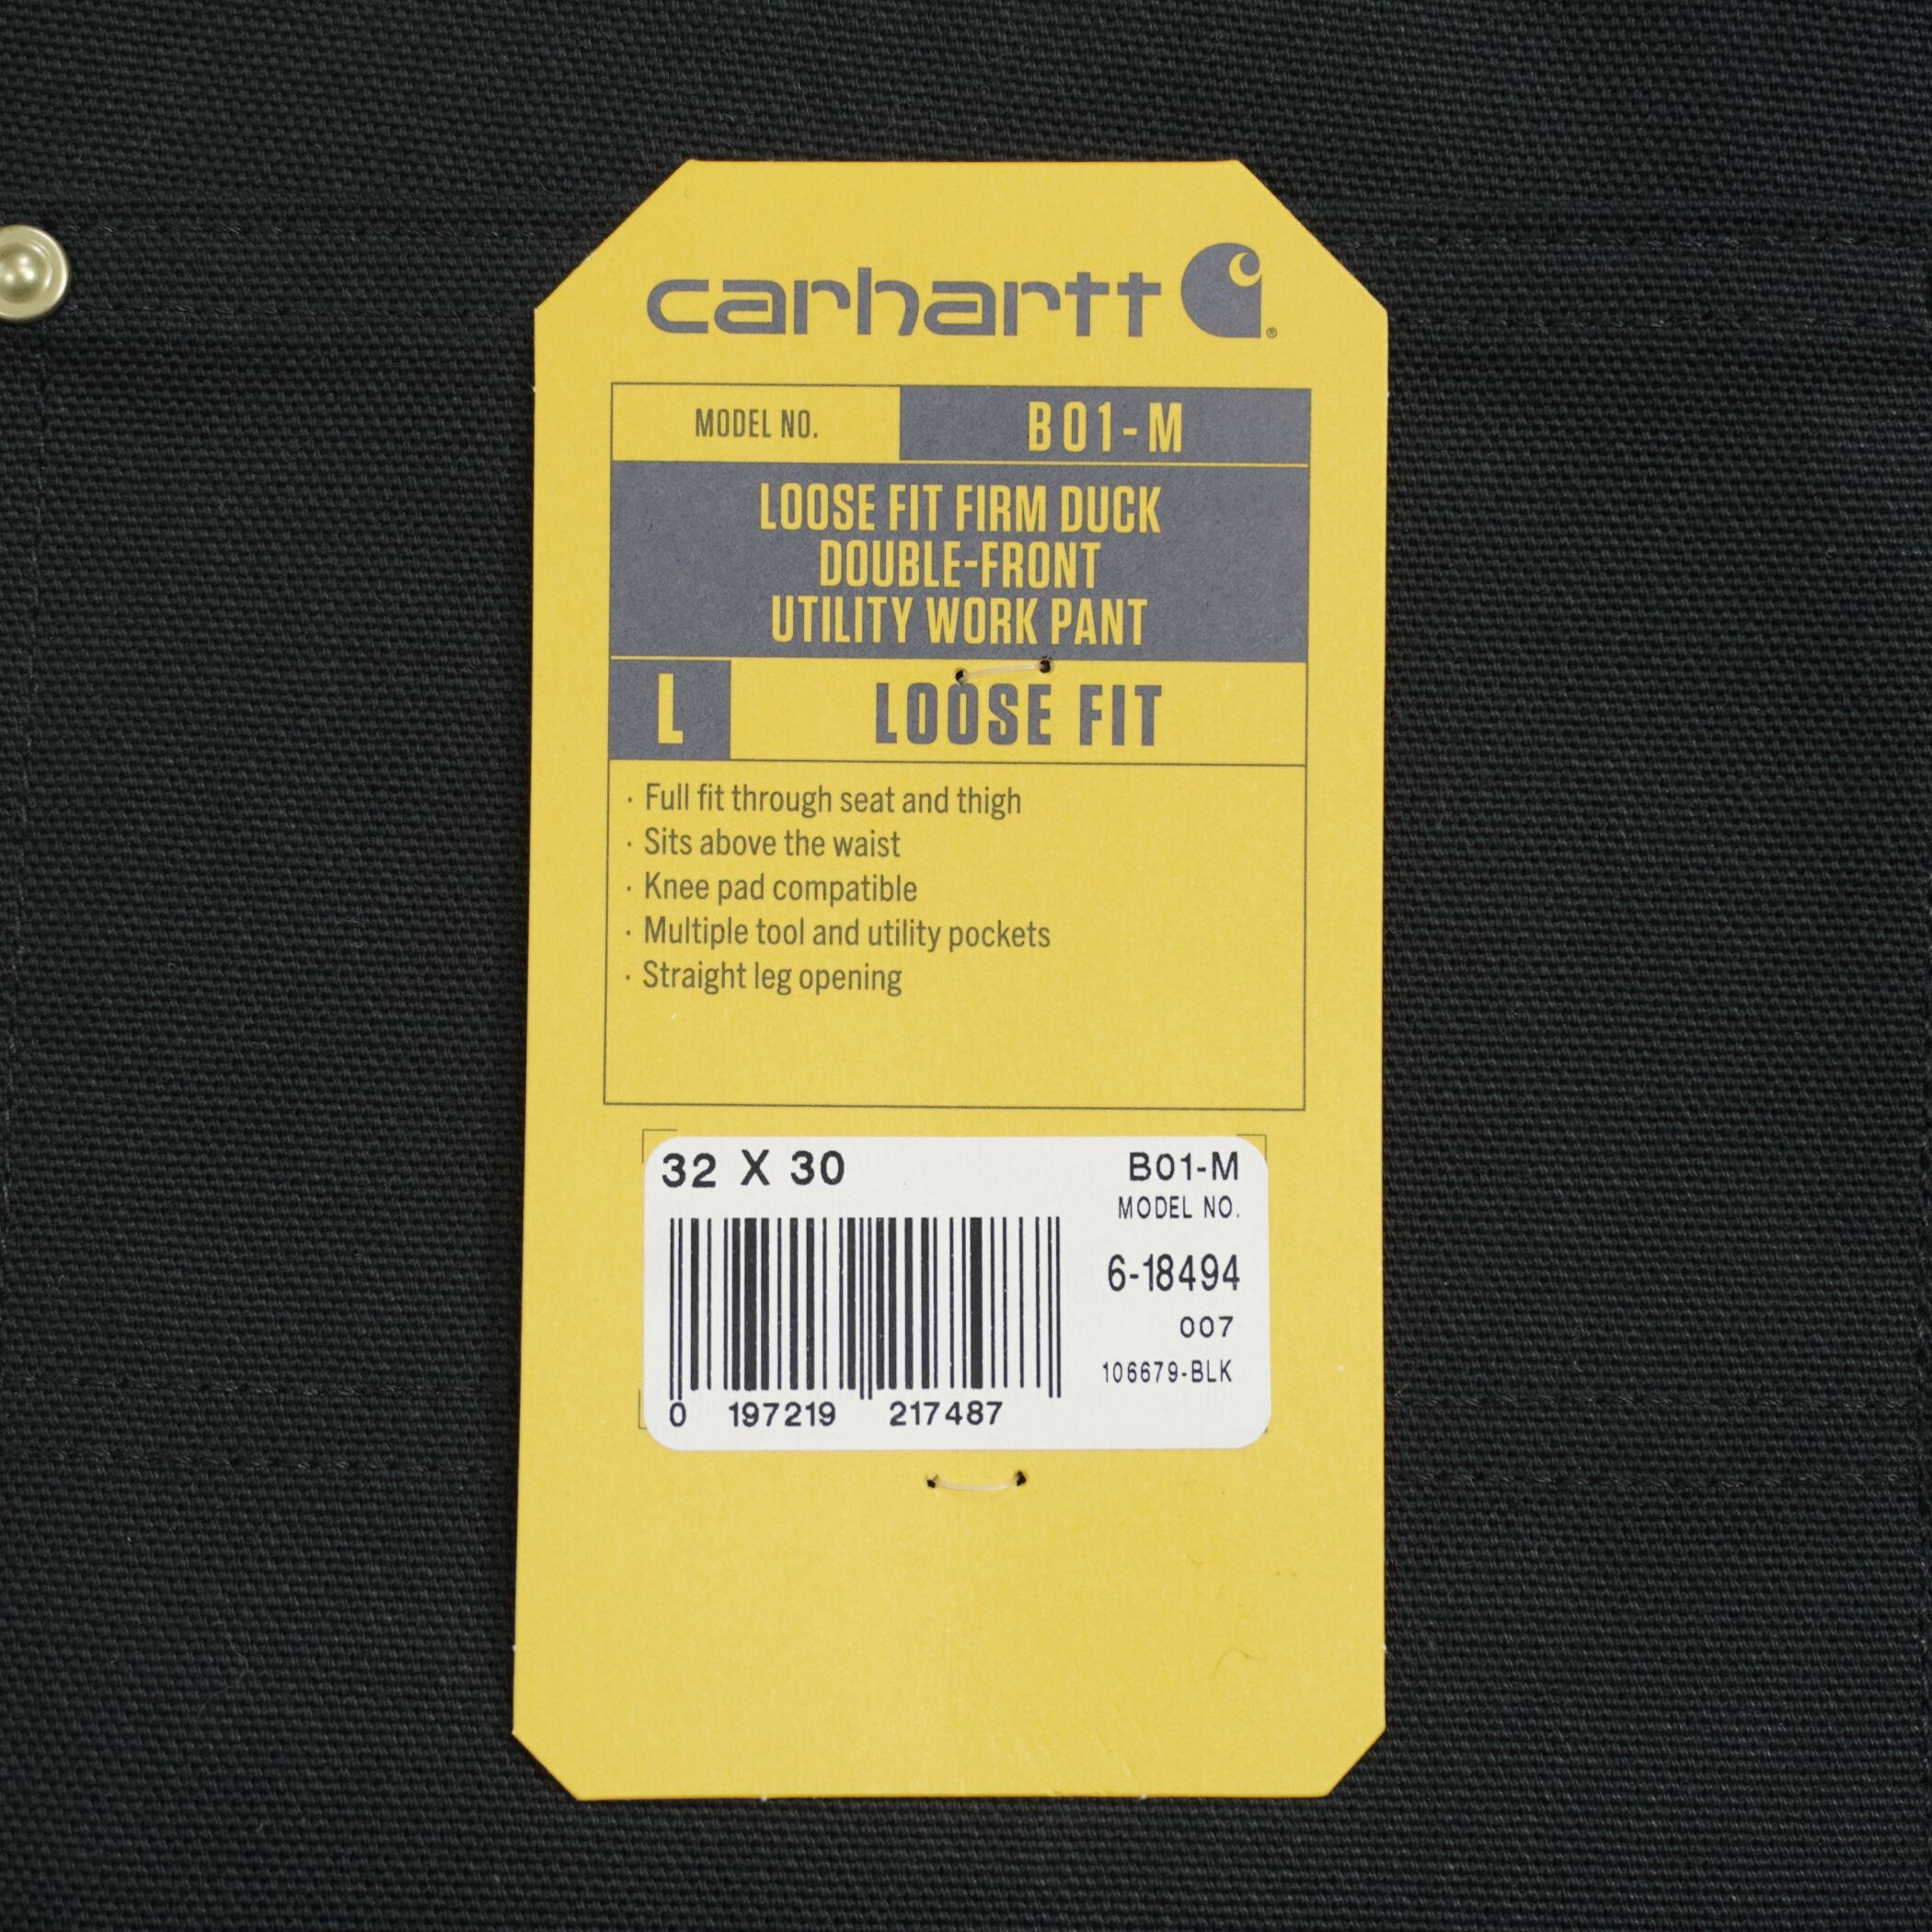 carhartt
MODEL NO. B01-M
LOOSE FIT FIRM DUCK
DOUBLE-FRONT
UTILITY WORK PANT
L LOOSE FIT
· Full fit through seat and thigh
· Sits above the waist
· Knee pad compatible
· Multiple tool and utility pockets
· Straight leg opening
32 X 30 B01-M
MODEL NO.
6-18494
007
106679-BLK
0 197219 217487